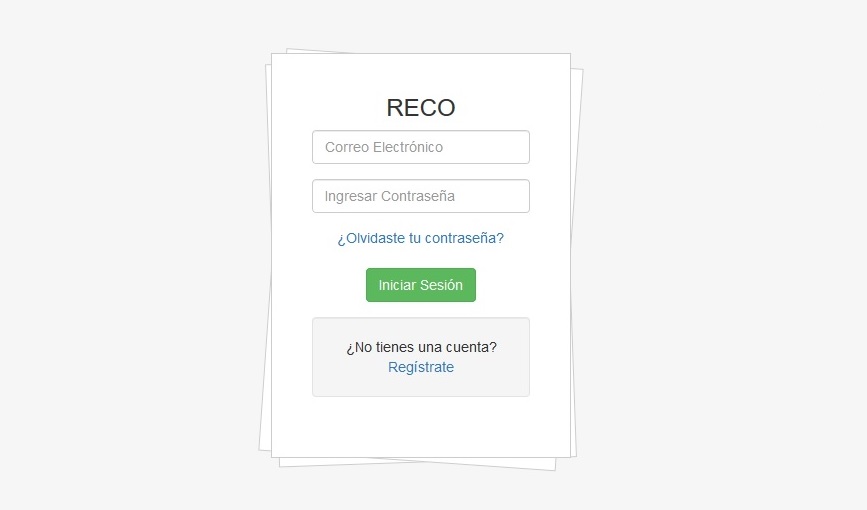 RECO
Correo Electrónico
Ingresar Contraseña
¿Olvidaste tu contraseña?
Iniciar Sesión
¿No tienes una cuenta?
Regístrate